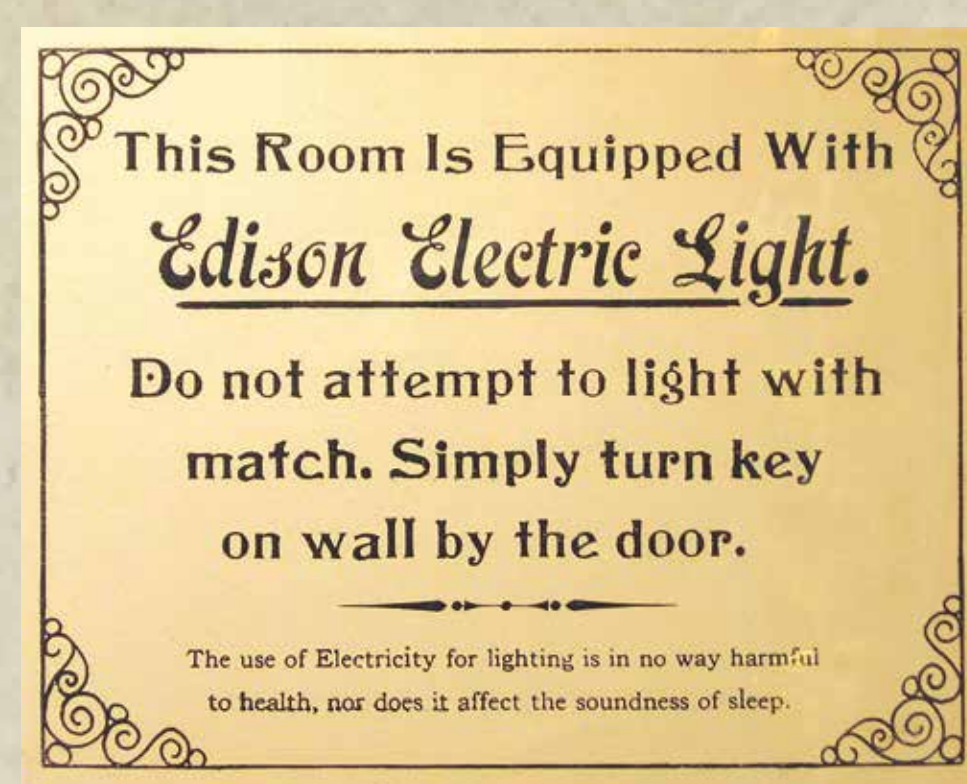 This Room Is Equipped With
Edison Electric Light.
Do not attempt to light with
match. Simply turn key
on wall by the door.
The use of Electricity for lighting is in no way harmful
to health, nor does it affect the soundness of sleep.